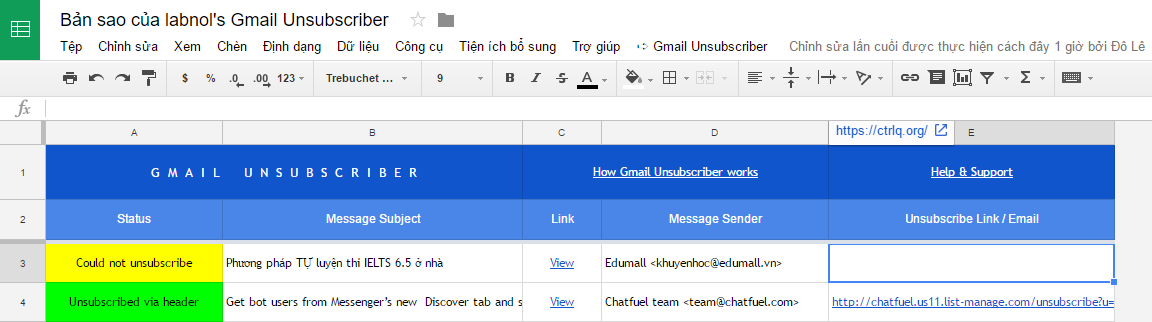 Bản sao của labnol's Gmail Unsubscriber
Tệp Chỉnh sửa Xem Chèn Định dạng Dữ liệu Công cụ Tiện ích bổ sung Trợ giúp Gmail Unsubscriber Chỉnh sửa lần cuối được thực hiện cách đây 1 giờ bởi Đô Lê
$ % .0 .00 123 Trebuchet ... 9 B I S A Σ
fx
A B C D https://ctrlq.org/ E
1 GMAIL UNSUBSCRIBER How Gmail Unsubscriber works Help & Support
2 Status Message Subject Link Message Sender Unsubscribe Link / Email
3 Could not unsubscribe Phương pháp TỰ luyện thi IELTS 6.5 ở nhà View Edumall <khuyenhoc@edumall.vn>
4 Unsubscribed via header Get bot users from Messenger's new Discover tab and s View Chatfuel team <team@chatfuel.com> http://chatfuel.us11.list-manage.com/unsubscribe?u=